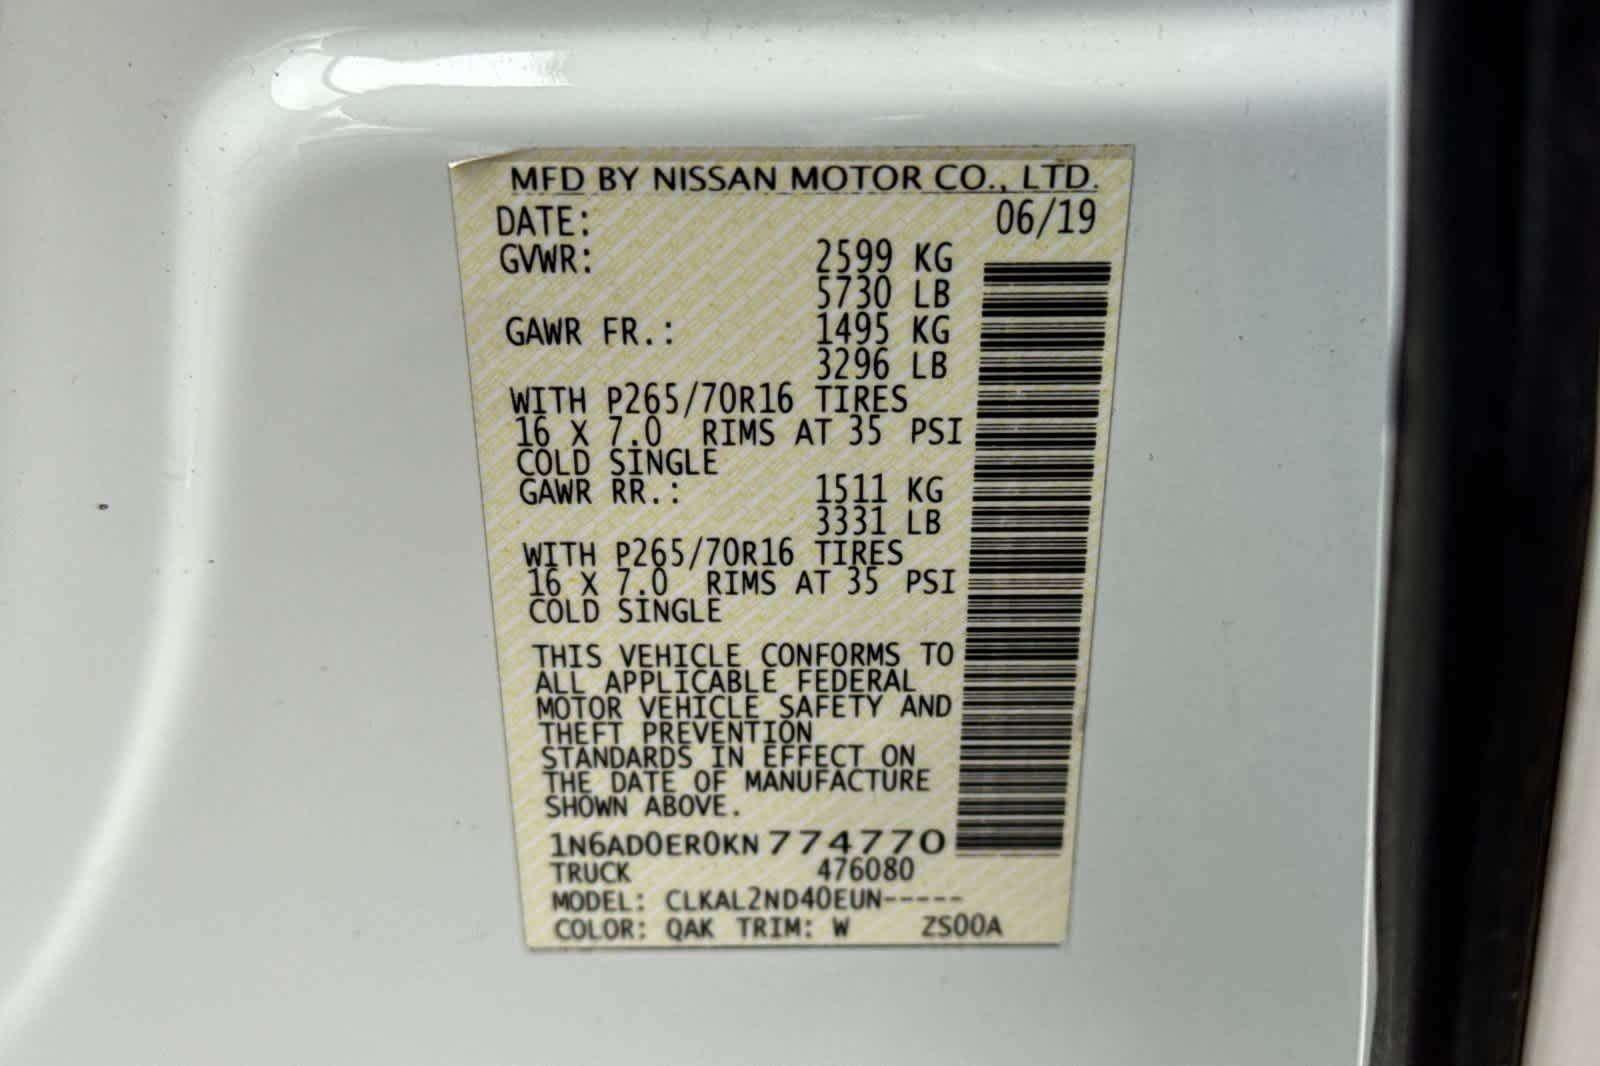 MFD BY NISSAN MOTOR CO., LTD.
DATE: 06/19
GVWR: 2599 KG
5730 LB
GAWR FR.: 1495 KG
3296 LB
WITH P265/70R16 TIRES
16 X 7.0 RIMS AT 35 PSI
COLD SINGLE
GAWR RR.: 1511 KG
3331 LB
WITH P265/70R16 TIRES
16 X 7.0 RIMS AT 35 PSI
COLD SINGLE
THIS VEHICLE CONFORMS TO
ALL APPLICABLE FEDERAL
MOTOR VEHICLE SAFETY AND
THEFT PREVENTION
STANDARDS IN EFFECT ON
THE DATE OF MANUFACTURE
SHOWN ABOVE.
1N6AD0ER0KN774770
TRUCK 476080
MODEL: CLKAL2ND40EUN-----
COLOR: QAK TRIM: W ZS00A